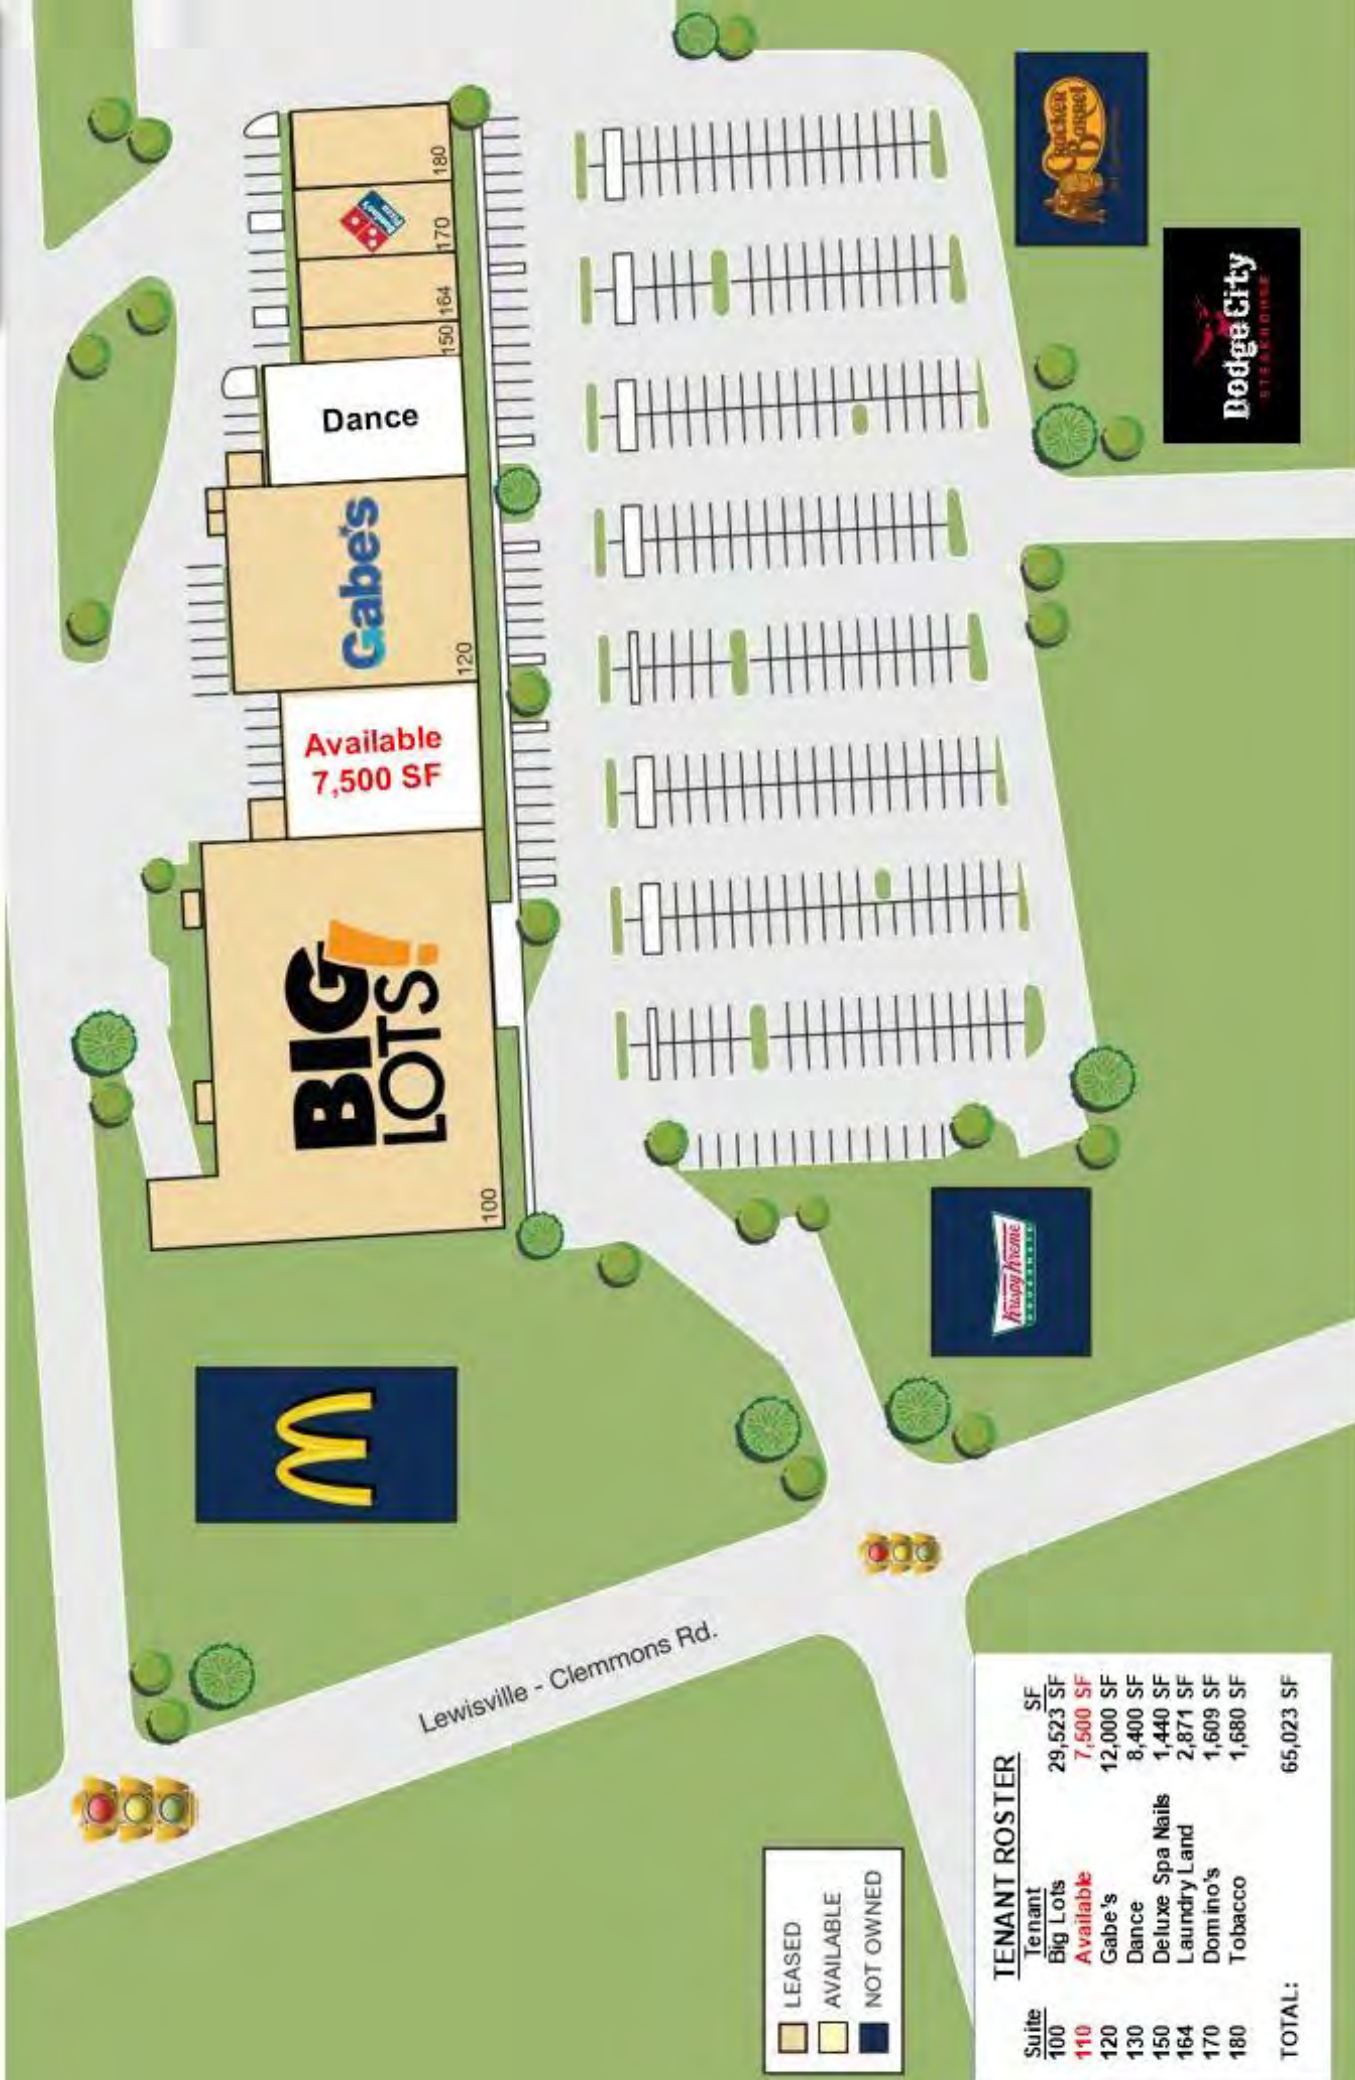 180
Domino's
Pizza
170
164
150
Dance
Gabe's
120
Available
7,500 SF
BIG
LOTS!
100
Cracker
Barrel
Dodge City
STEAKHOUSE
Krispy Kreme
DOUGHNUTS
Lewisville - Clemmons Rd.
LEASED
AVAILABLE
NOT OWNED
TENANT ROSTER
Suite Tenant SF
100 Big Lots 29,523 SF
110 Available 7,500 SF
120 Gabe's 12,000 SF
130 Dance 8,400 SF
150 Deluxe Spa Nails 1,440 SF
164 Laundry Land 2,871 SF
170 Domino's 1,609 SF
180 Tobacco 1,680 SF
TOTAL: 65,023 SF